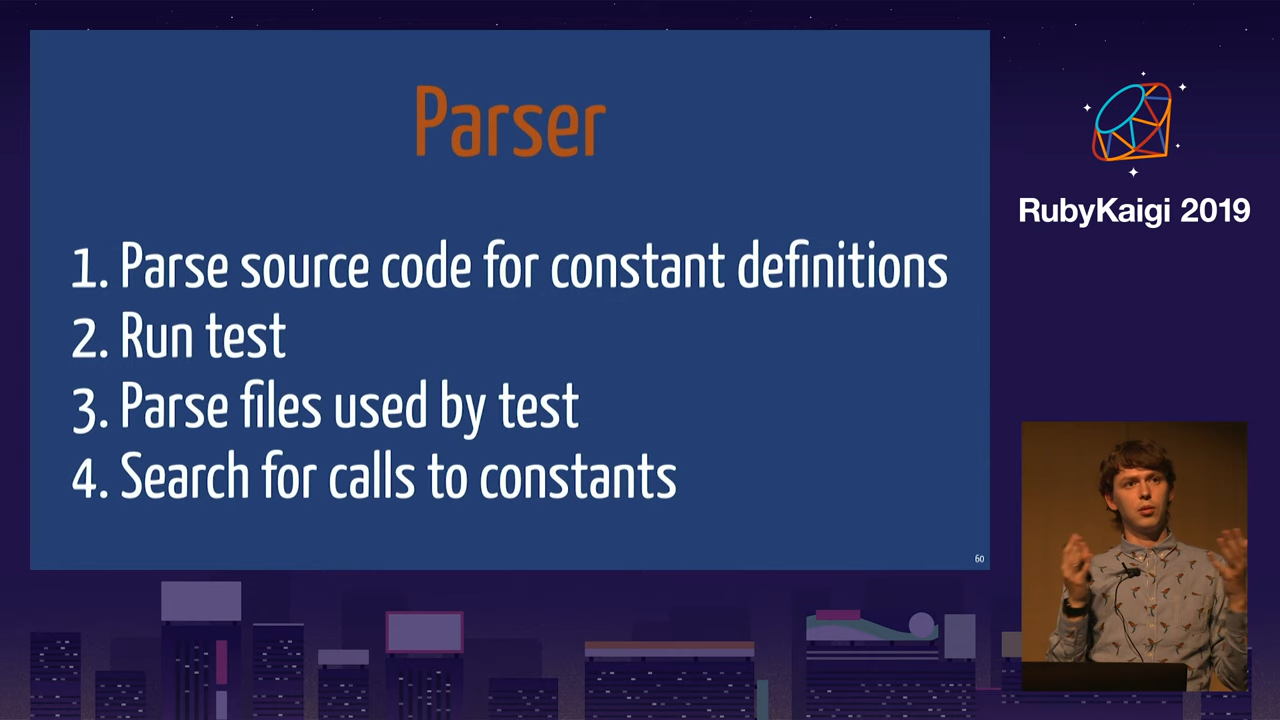 Parser
1. Parse source code for constant definitions
2. Run test
3. Parse files used by test
4. Search for calls to constants
60
RubyKaigi 2019